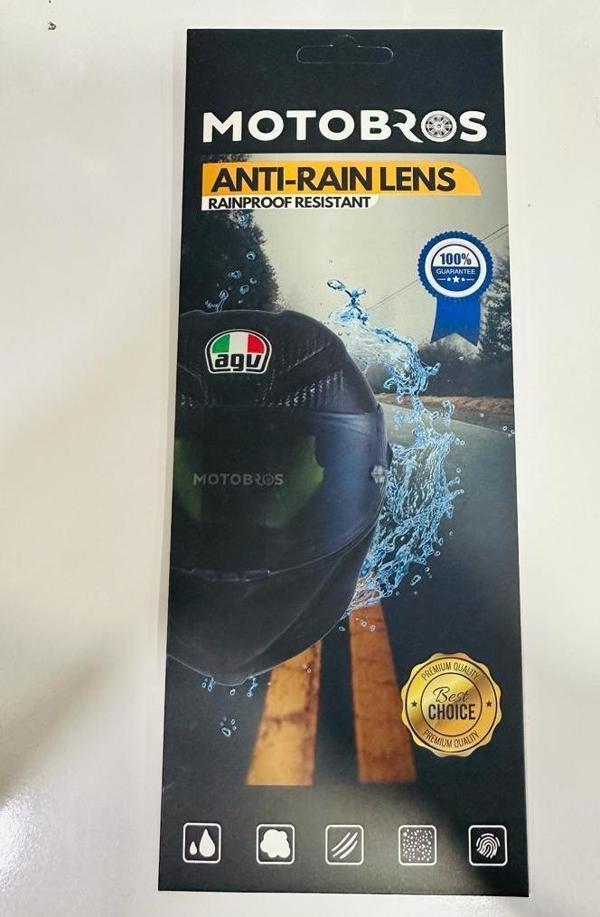 MOTOBROS
ANTI-RAIN LENS
RAINPROOF RESISTANT
100%
GUARANTEE
agv
MOTOBROS
PREMIUM QUALITY
Best
CHOICE
PREMIUM QUALITY